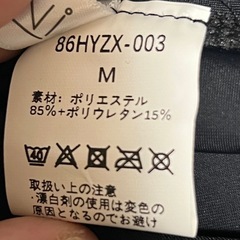 86HYZX-003
M
素材：ポリエステル
85%+ポリウレタン15%
40
取扱い上の注意
・漂白剤の使用は変色の
原因となるのでお避け